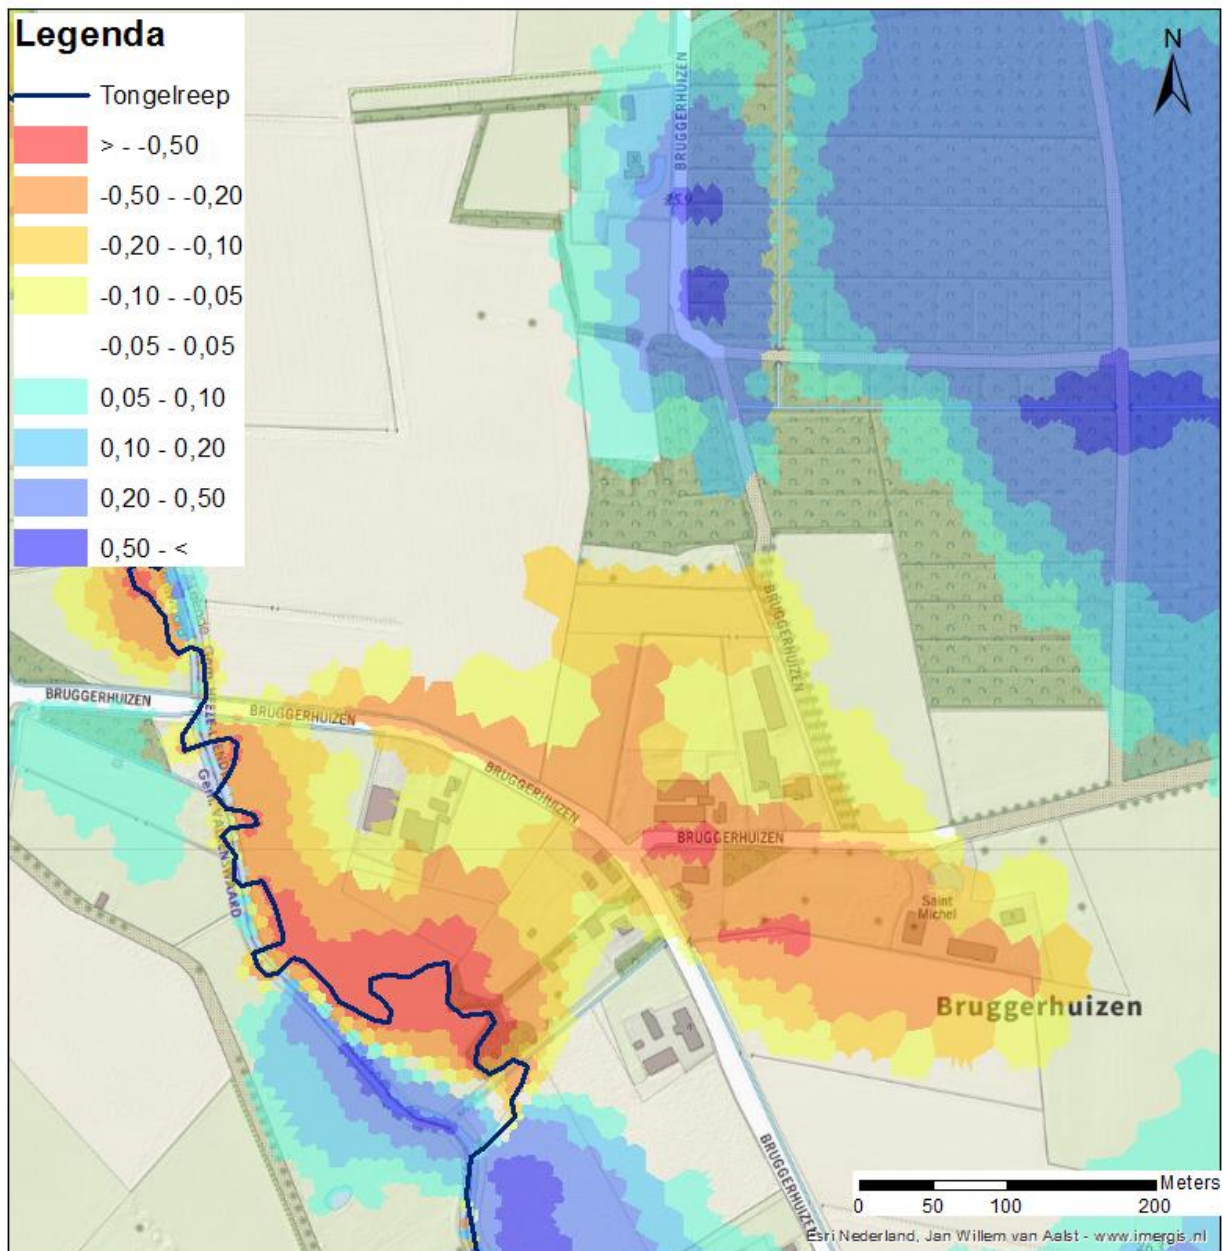 Legenda
Tongelreep
> - -0,50
-0,50 - -0,20
-0,20 - -0,10
-0,10 - -0,05
-0,05 - 0,05
0,05 - 0,10
0,10 - 0,20
0,20 - 0,50
0,50 - <
N
BRUGGERHUIZEN
BRUGGERHUIZEN
BRUGGERHUIZEN
BRUGGERHUIZEN
BRUGGERHUIZEN
BRUGGERHUIZEN
Saint
Michel
Bruggerhuizen
BRUGGERHUIZEN
Meters
0 50 100 200
Esri Nederland, Jan Willem van Aalst - www.imergis.nl